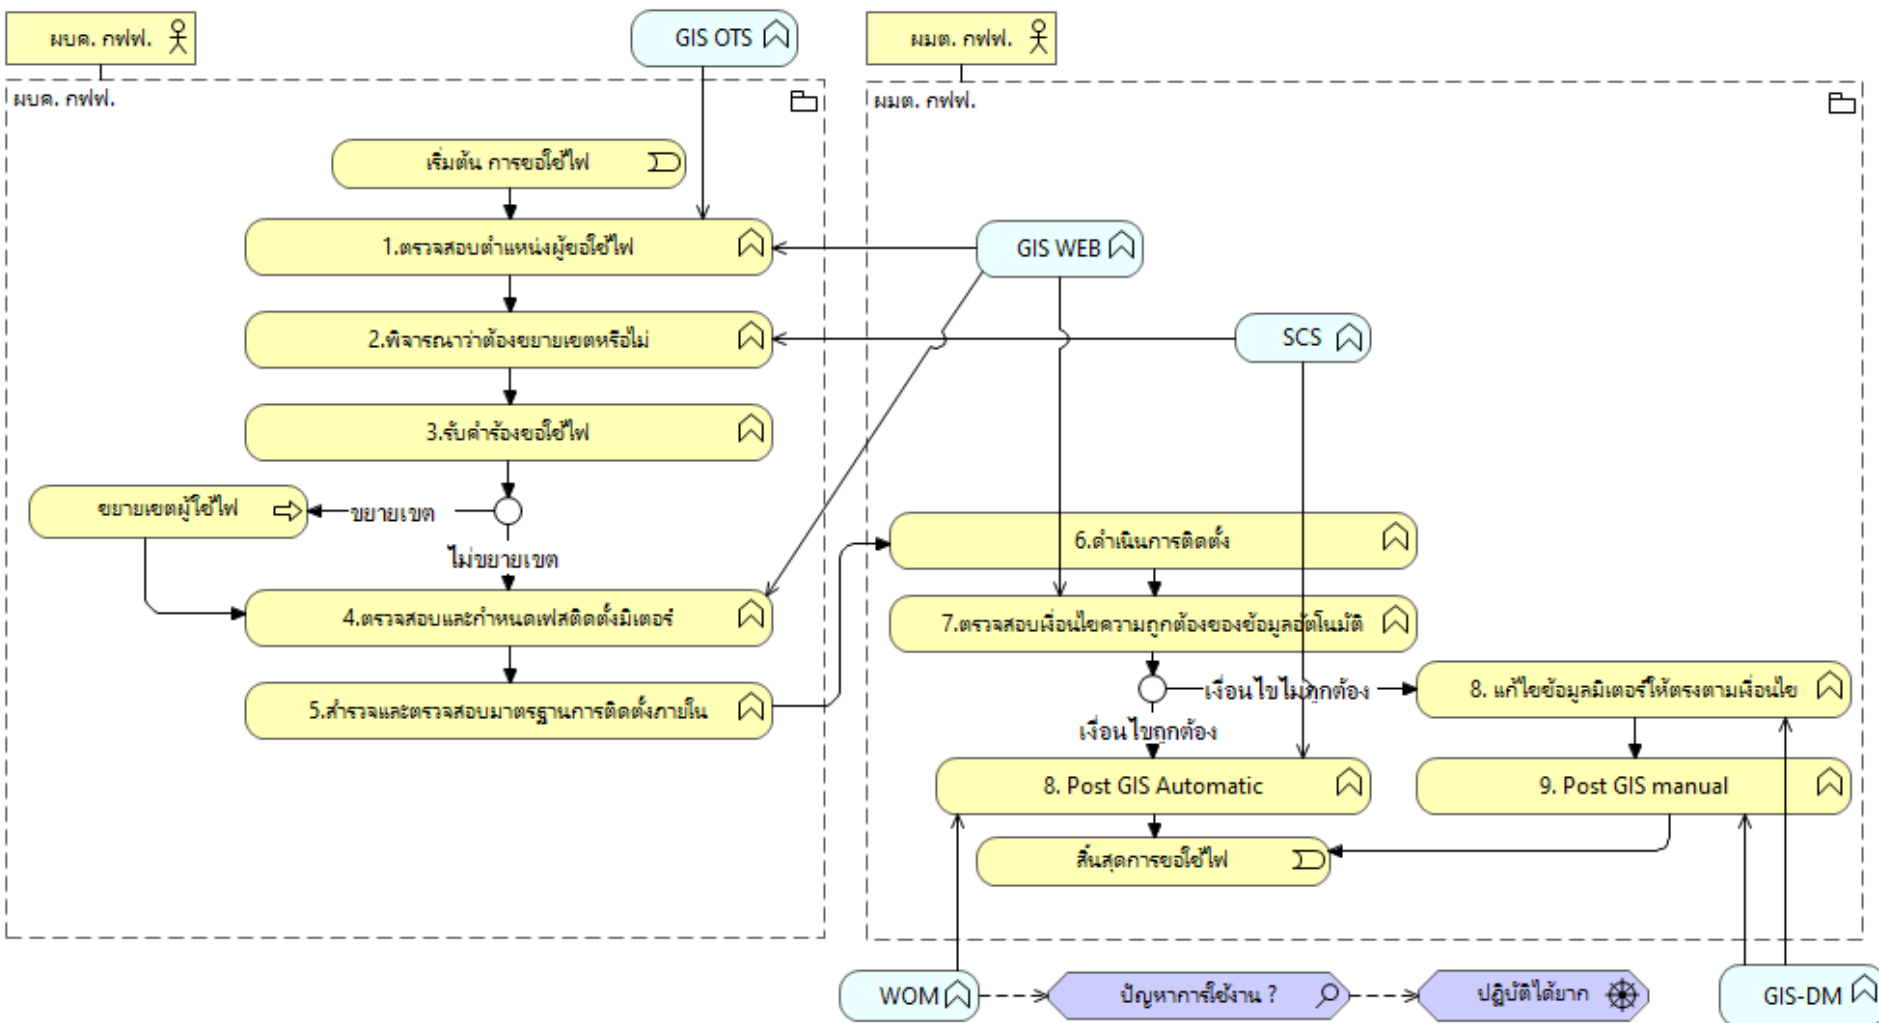 ผบค. กฟฟ.
GIS OTS
ผมต. กฟฟ.
ผบค. กฟฟ.
ผมต. กฟฟ.
เริ่มต้น การขอใช้ไฟ
1.ตรวจสอบตำแหน่งผู้ขอใช้ไฟ
GIS WEB
2.พิจารณาว่าต้องขยายเขตหรือไม่
SCS
3.รับคำร้องขอใช้ไฟ
ขยายเขตผู้ใช้ไฟ
ขยายเขต
ไม่ขยายเขต
6.ดำเนินการติดตั้ง
4.ตรวจสอบและกำหนดเฟสติดตั้งมิเตอร์
7.ตรวจสอบเงื่อนไขความถูกต้องของข้อมูลอัตโนมัติ
5.สำรวจและตรวจสอบมาตรฐานการติดตั้งภายใน
เงื่อนไขไม่ถูกต้อง
8. แก้ไขข้อมูลมิเตอร์ให้ตรงตามเงื่อนไข
เงื่อนไขถูกต้อง
8. Post GIS Automatic
9. Post GIS manual
สิ้นสุดการขอใช้ไฟ
WOM
ปัญหาการใช้งาน ?
ปฏิบัติได้ยาก
GIS-DM